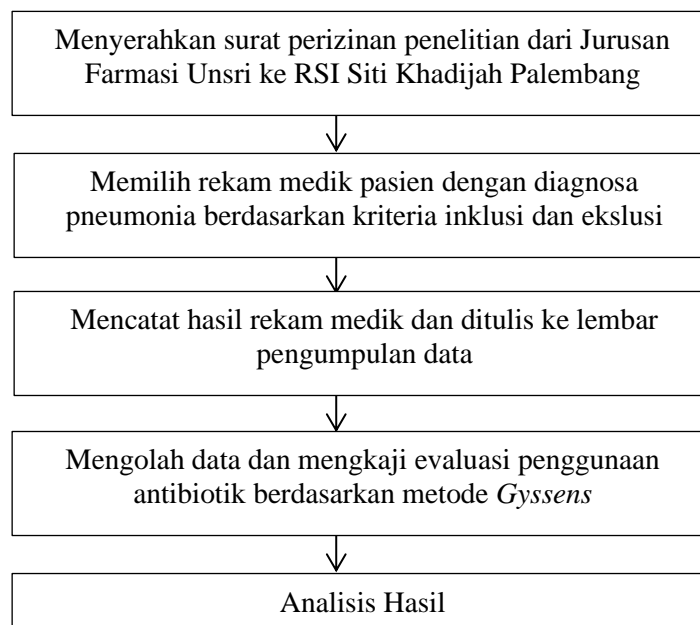 Menyerahkan surat perizinan penelitian dari Jurusan
Farmasi Unsri ke RSI Siti Khadijah Palembang
Memilih rekam medik pasien dengan diagnosa
pneumonia berdasarkan kriteria inklusi dan ekslusi
Mencatat hasil rekam medik dan ditulis ke lembar
pengumpulan data
Mengolah data dan mengkaji evaluasi penggunaan
antibiotik berdasarkan metode Gyssens
Analisis Hasil